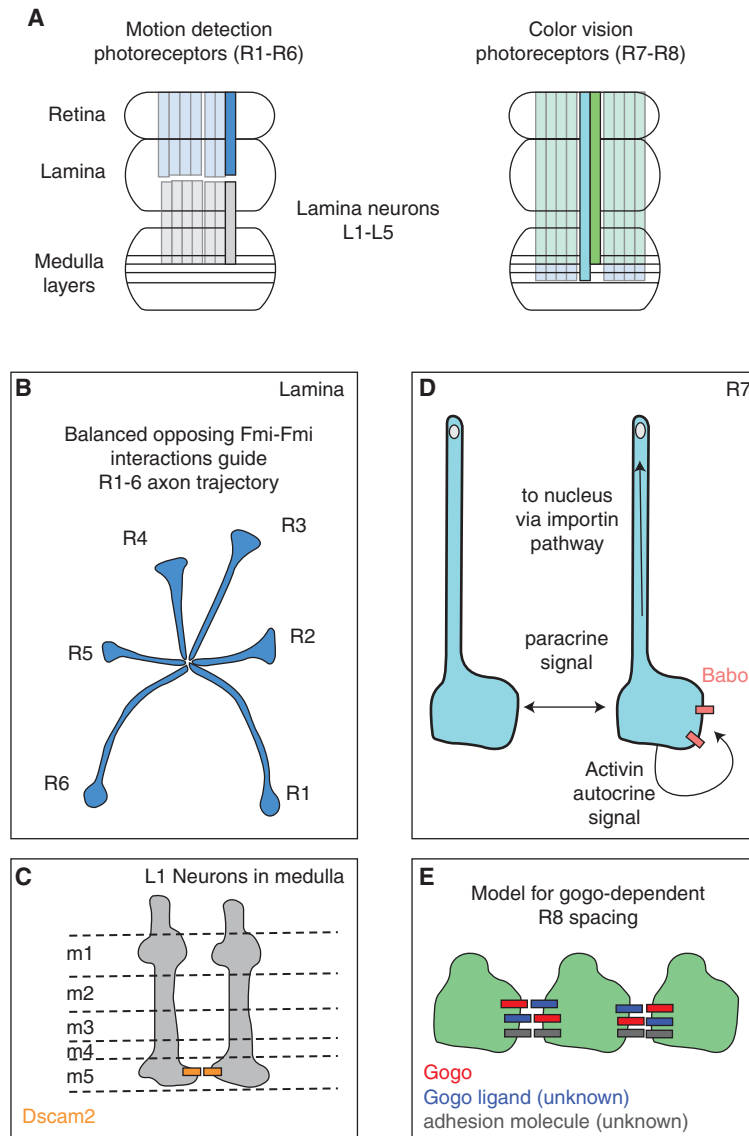 A
Motion detection
photoreceptors (R1-R6)
Color vision
photoreceptors (R7-R8)
Retina
Lamina
Lamina neurons
L1-L5
Medulla
layers
B
Lamina
Balanced opposing Fmi-Fmi
interactions guide
R1-6 axon trajectory
R3
R4
R2
R5
R6
R1
C
L1 Neurons in medulla
m1
m2
m3
m4
m5
Dscam2
D
R7
to nucleus
via importin
pathway
paracrine
signal
Babo
Activin
autocrine
signal
E
Model for gogo-dependent
R8 spacing
Gogo
Gogo ligand (unknown)
adhesion molecule (unknown)